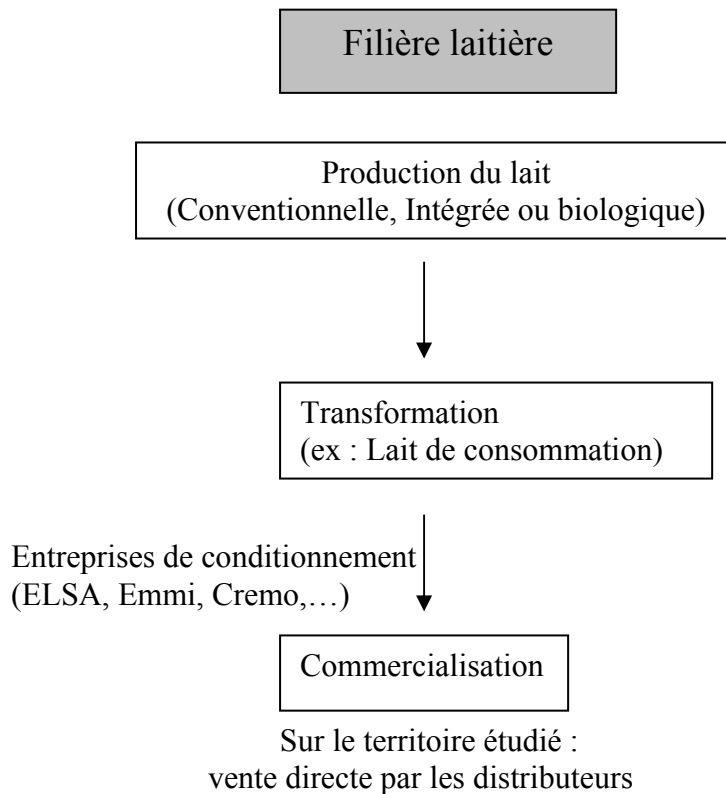 Filière laitière
Production du lait
(Conventionnelle, Intégrée ou biologique)
Transformation
(ex : Lait de consommation)
Entreprises de conditionnement
(ELSA, Emmi, Cremo,…)
Commercialisation
Sur le territoire étudié :
vente directe par les distributeurs